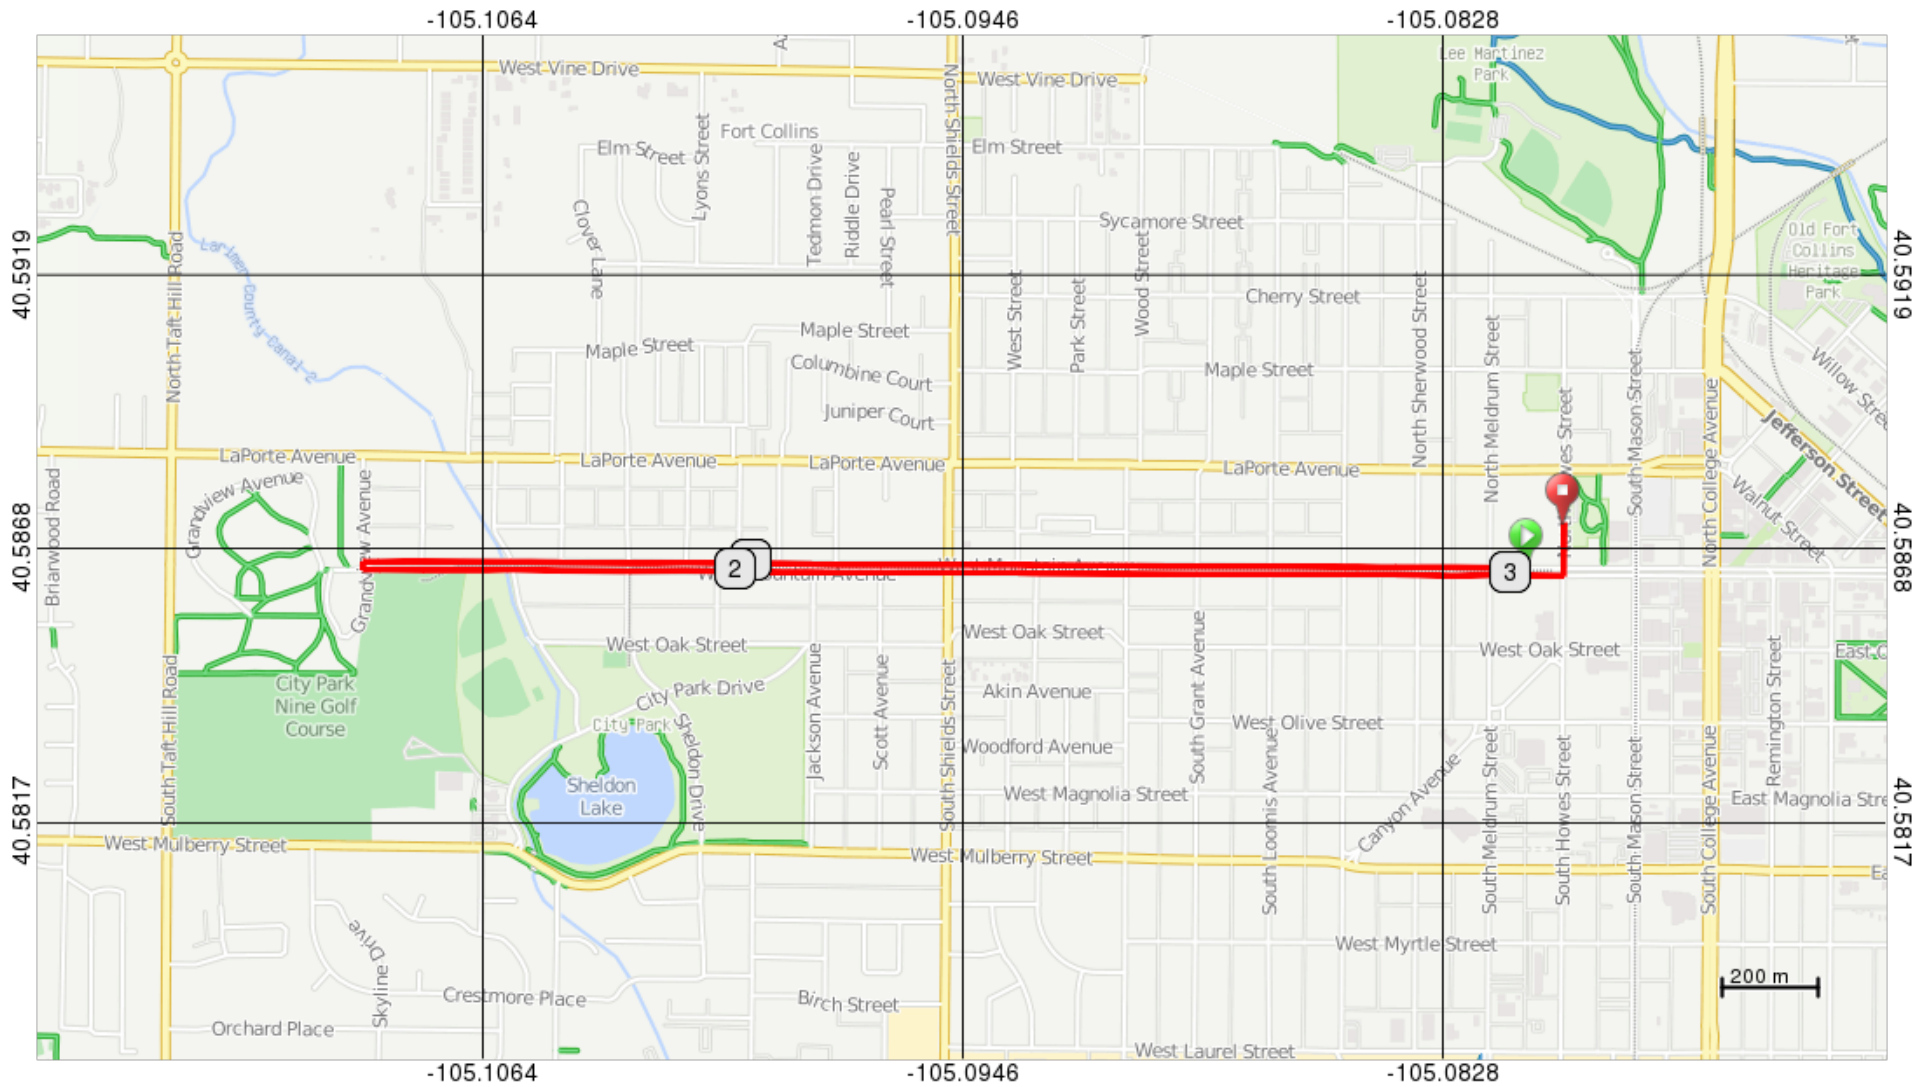 -105.1064
-105.0946
-105.0828
Lee Martinez
Park
West Vine Drive
West Vine Drive
North Shields Street
Fort Collins
Elm Street
Lyons Street
Elm Street
Tedmon Drive
Riddle Drive
Pearl Street
Clover Lane
Sycamore Street
Old Fort
Collins
Heritage
Park
40.5919
40.5919
North Taft Hill Road
Larimer County Canal 2
West Street
Park Street
Wood Street
Cherry Street
North Sherwood Street
North Meldrum Street
Maple Street
Maple Street
Columbine Court
Juniper Court
Maple Street
South Mason Street
North College Avenue
Willow Street
Jefferson Street
Walnut Street
LaPorte Avenue
LaPorte Avenue
LaPorte Avenue
LaPorte Avenue
Grandview Avenue
Grandview Avenue
Briarwood Road
40.5868
40.5868
2
3
West Oak Street
West Oak Street
West Oak Street
East O
City Park Drive
City Park
Nine Golf
Course
City Park
Sheldon
Lake
Sheldon Drive
Jackson Avenue
Scott Avenue
South Shields Street
Akin Avenue
Woodford Avenue
West Olive Street
South Grant Avenue
South Loomis Avenue
West Magnolia Street
Canyon Avenue
South Meldrum Street
South Howes Street
South Mason Street
South College Avenue
Remington Street
East Magnolia Stre
South Taft Hill Road
40.5817
40.5817
West Mulberry Street
West Mulberry Street
Ea
West Myrtle Street
Skyline Drive
Crestmore Place
Birch Street
Orchard Place
West Laurel Street
200 m
-105.1064
-105.0946
-105.0828